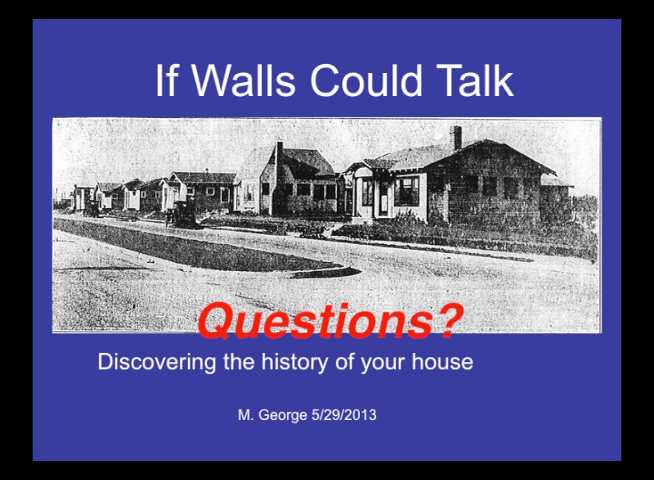 If Walls Could Talk
Questions?
Discovering the history of your house
M. George 5/29/2013